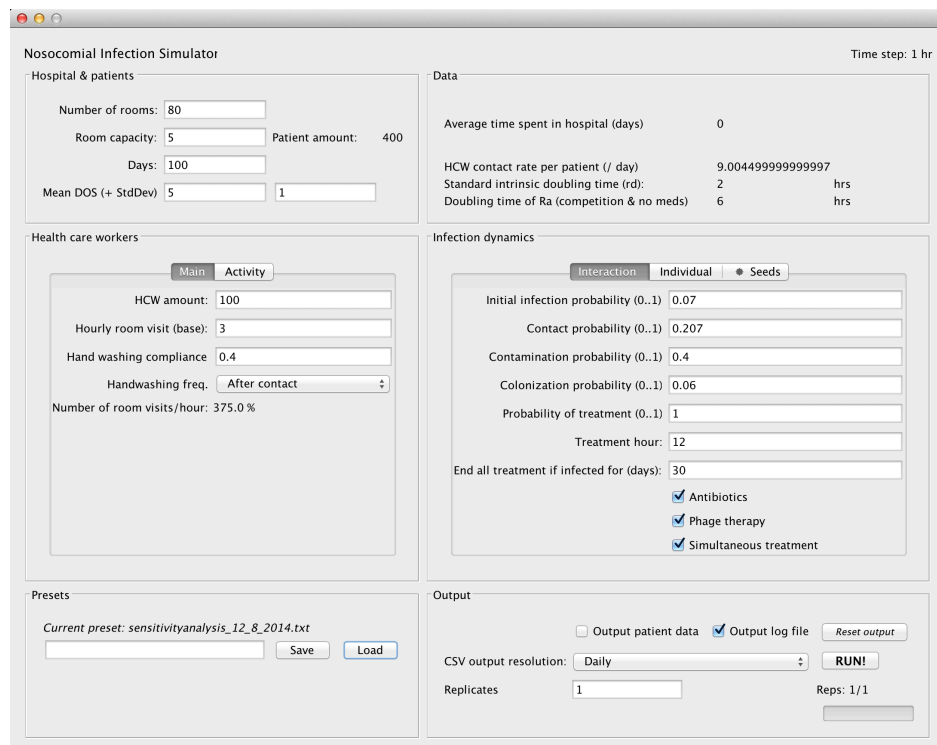 Nosocomial Infection Simulator
Time step: 1 hr
Hospital & patients
Number of rooms: 80
Room capacity: 5 Patient amount: 400
Days: 100
Mean DOS (+ StdDev) 5 1
Data
Average time spent in hospital (days) 0
HCW contact rate per patient (/ day) 9.004499999999997
Standard intrinsic doubling time (rd): 2 hrs
Doubling time of Ra (competition & no meds) 6 hrs
Health care workers
Main Activity
HCW amount: 100
Hourly room visit (base): 3
Hand washing compliance 0.4
Handwashing freq. After contact
Number of room visits/hour: 375.0 %
Infection dynamics
Interaction Individual Seeds
Initial infection probability (0..1) 0.07
Contact probability (0..1) 0.207
Contamination probability (0..1) 0.4
Colonization probability (0..1) 0.06
Probability of treatment (0..1) 1
Treatment hour: 12
End all treatment if infected for (days): 30
Antibiotics
Phage therapy
Simultaneous treatment
Presets
Current preset: sensitivityanalysis_12_8_2014.txt
Save Load
Output
Output patient data Output log file Reset output
CSV output resolution: Daily RUN!
Replicates 1 Reps: 1/1